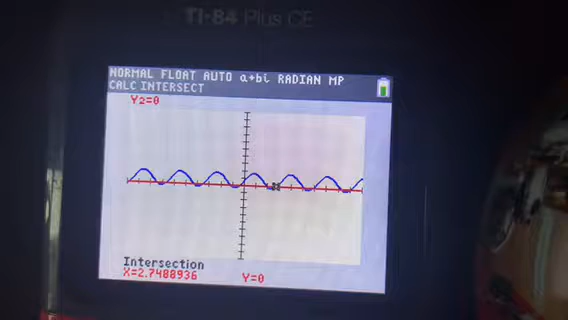 TI-84 Plus CE
NORMAL FLOAT AUTO a+bi RADIAN MP
CALC INTERSECT
Y2=0
Intersection
X=2.7488936 Y=0